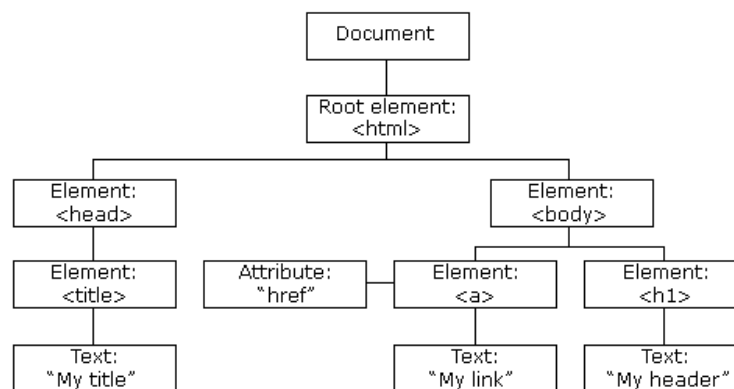 Document
Root element:
<html>
Element:
<head>
Element:
<body>
Element:
<title>
Attribute:
“href”
Element:
<a>
Element:
<h1>
Text:
“My title”
Text:
“My link”
Text:
“My header”